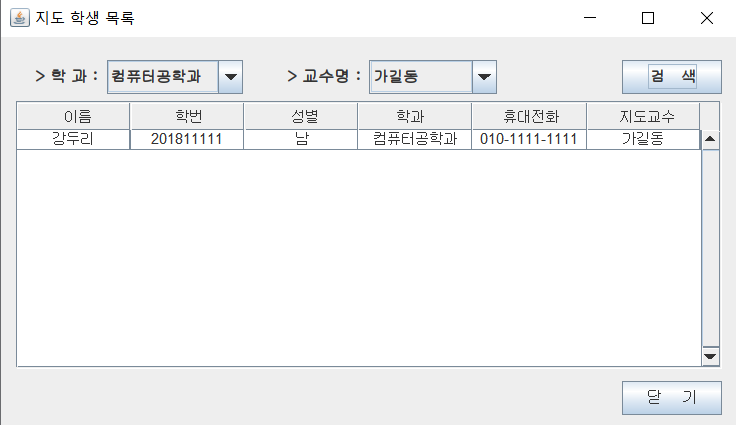 지도 학생 목록
> 학 과 : 컴퓨터공학과 > 교수명 : 가길동 검 색
이름 학번 성별 학과 휴대전화 지도교수
강두리 201811111 남 컴퓨터공학과 010-1111-1111 가길동
닫 기